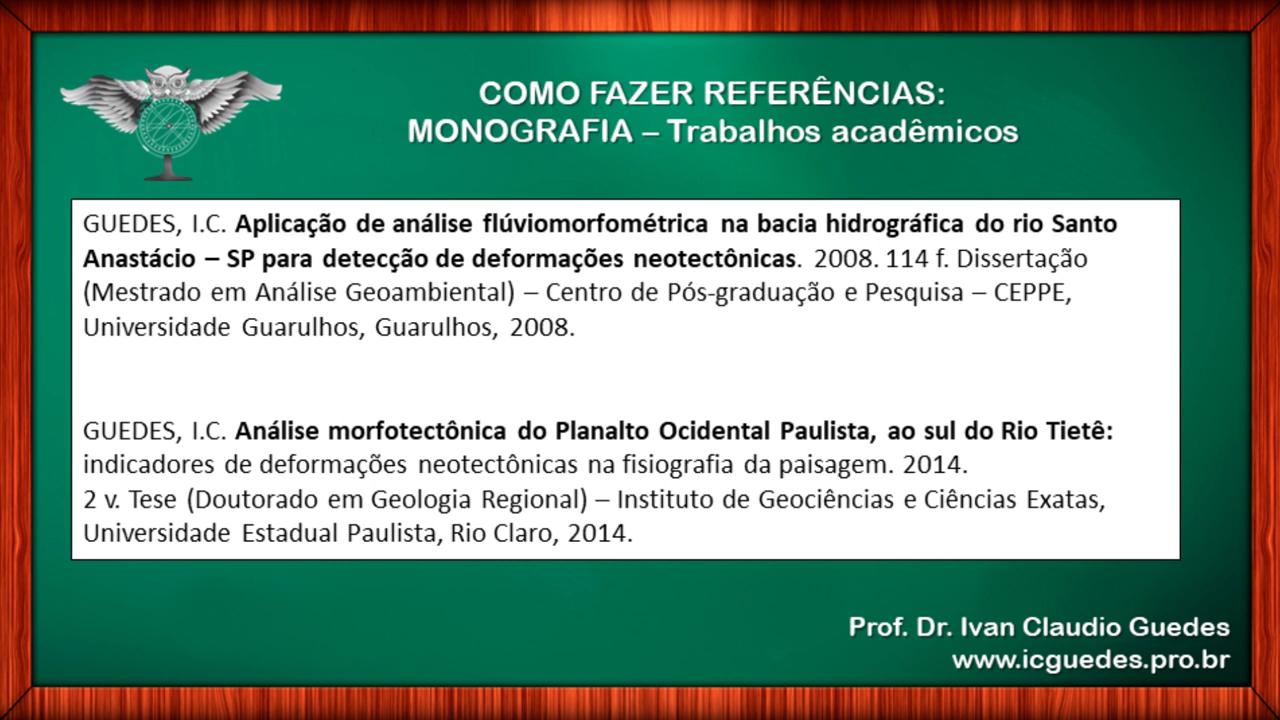 COMO FAZER REFERÊNCIAS:
MONOGRAFIA – Trabalhos acadêmicos
GUEDES, I.C. Aplicação de análise flúviomorfométrica na bacia hidrográfica do rio Santo
Anastácio – SP para detecção de deformações neotectônicas. 2008. 114 f. Dissertação
(Mestrado em Análise Geoambiental) – Centro de Pós-graduação e Pesquisa – CEPPE,
Universidade Guarulhos, Guarulhos, 2008.
GUEDES, I.C. Análise morfotectônica do Planalto Ocidental Paulista, ao sul do Rio Tietê:
indicadores de deformações neotectônicas na fisiografia da paisagem. 2014.
2 v. Tese (Doutorado em Geologia Regional) – Instituto de Geociências e Ciências Exatas,
Universidade Estadual Paulista, Rio Claro, 2014.
Prof. Dr. Ivan Claudio Guedes
www.icguedes.pro.br